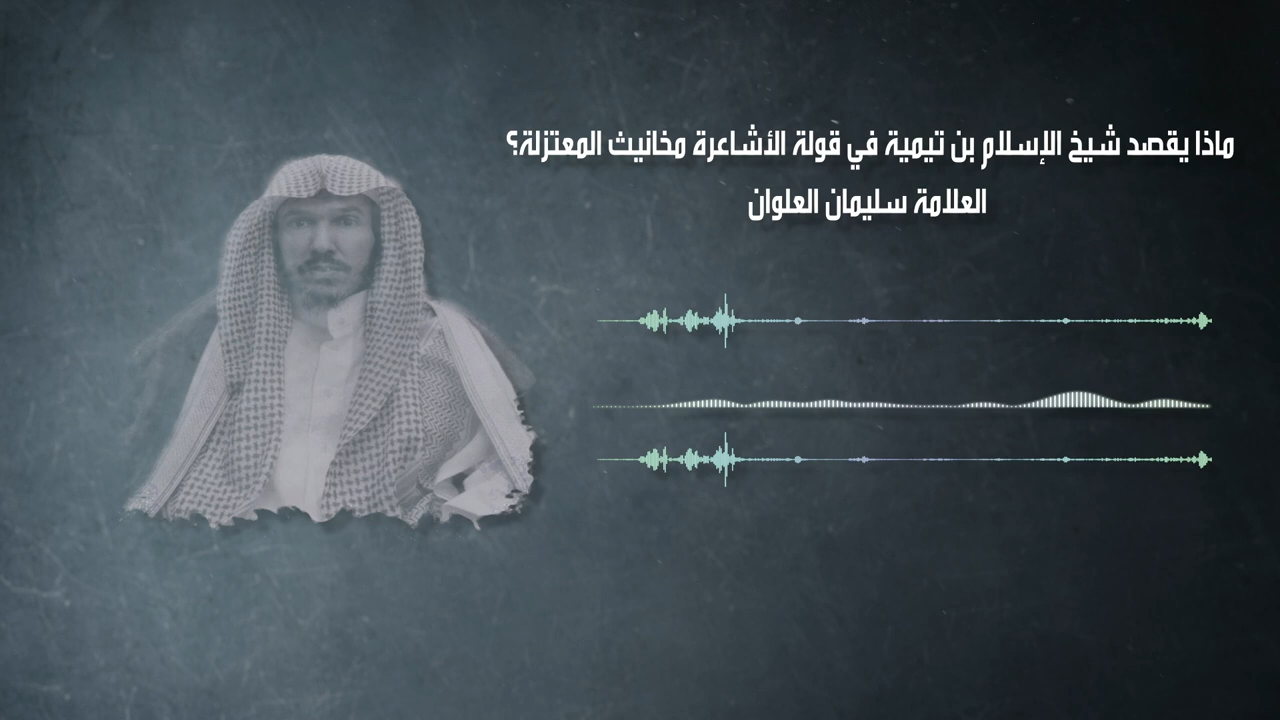 ماذا يقصد شيخ الإسلام بن تيمية في قولة الأشاعرة مخانيث المعتزلة؟
العلامة سليمان العلوان